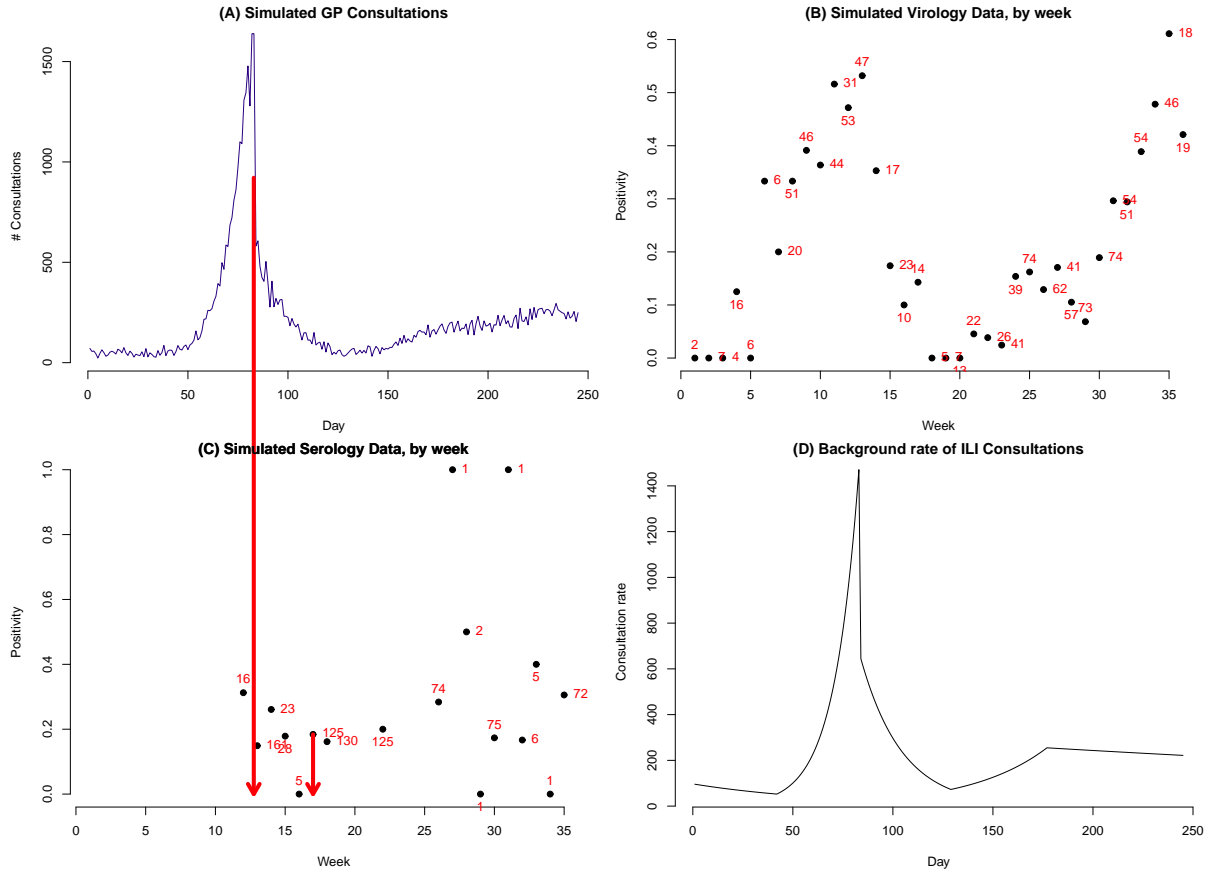 (A) Simulated GP Consultations
# Consultations
1500
1000
500
0
0 50 100 150 200 250
Day
(B) Simulated Virology Data, by week
Positivity
0.6
0.5
0.4
0.3
0.2
0.1
0.0
2 7 4 16 6 6 20 51 46 44 31 53 47 17 23 10 14 5 7 13 22 26 41 39 74 62 41 57 73 74 54 51 54 46 18 19
0 5 10 15 20 25 30 35
Week
(C) Simulated Serology Data, by week
Positivity
1.0
0.8
0.6
0.4
0.2
0.0
16 161 23 28 5 125 130 125 74 1 2 1 75 1 6 5 1 72
0 5 10 15 20 25 30 35
Week
(D) Background rate of ILI Consultations
Consultation rate
1400
1200
1000
800
600
400
200
0
0 50 100 150 200 250
Day